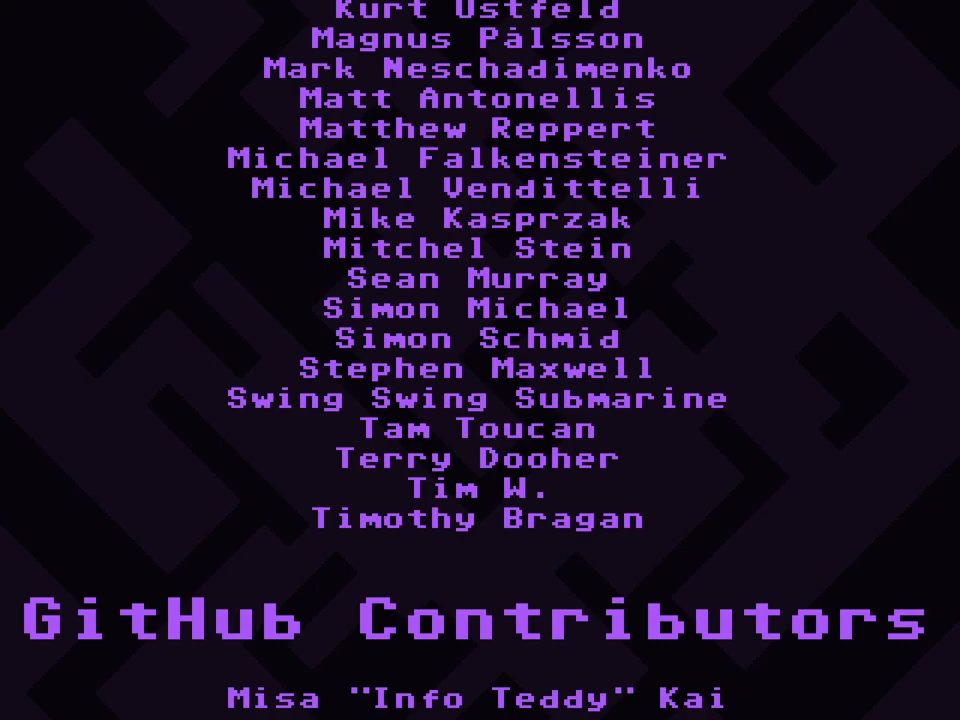 Kurt Ostfeld
Magnus Pålsson
Mark Neschadimenko
Matt Antonellis
Matthew Reppert
Michael Falkensteiner
Michael Vendittelli
Mike Kasprzak
Mitchel Stein
Sean Murray
Simon Michael
Simon Schmid
Stephen Maxwell
Swing Swing Submarine
Tam Toucan
Terry Dooher
Tim W.
Timothy Bragan
GitHub Contributors
Misa "Info Teddy" Kai